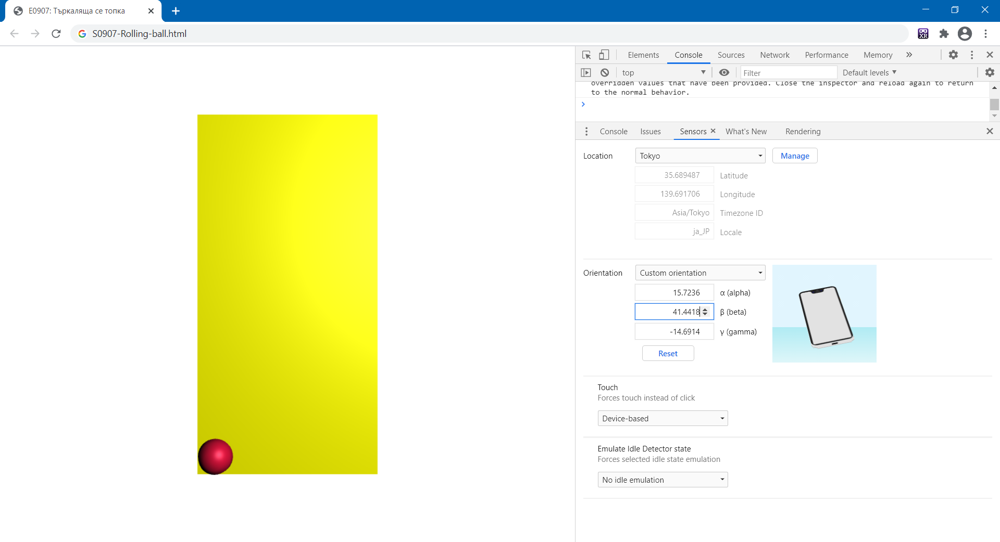 E0907: Търкаляща се топка
S0907-Rolling-ball.html
XR
Elements Console Sources Network Performance Memory
top Filter Default levels
overridden values that have been provided. Close the inspector and reload again to return
to the normal behavior.
Console Issues Sensors What's New Rendering
Location Tokyo Manage
35.689487 Latitude
139.691706 Longitude
Asia/Tokyo Timezone ID
ja_JP Locale
Orientation Custom orientation
15.7236 α (alpha)
41.4418 β (beta)
-14.6914 γ (gamma)
Reset
Touch
Forces touch instead of click
Device-based
Emulate Idle Detector state
Forces selected idle state emulation
No idle emulation